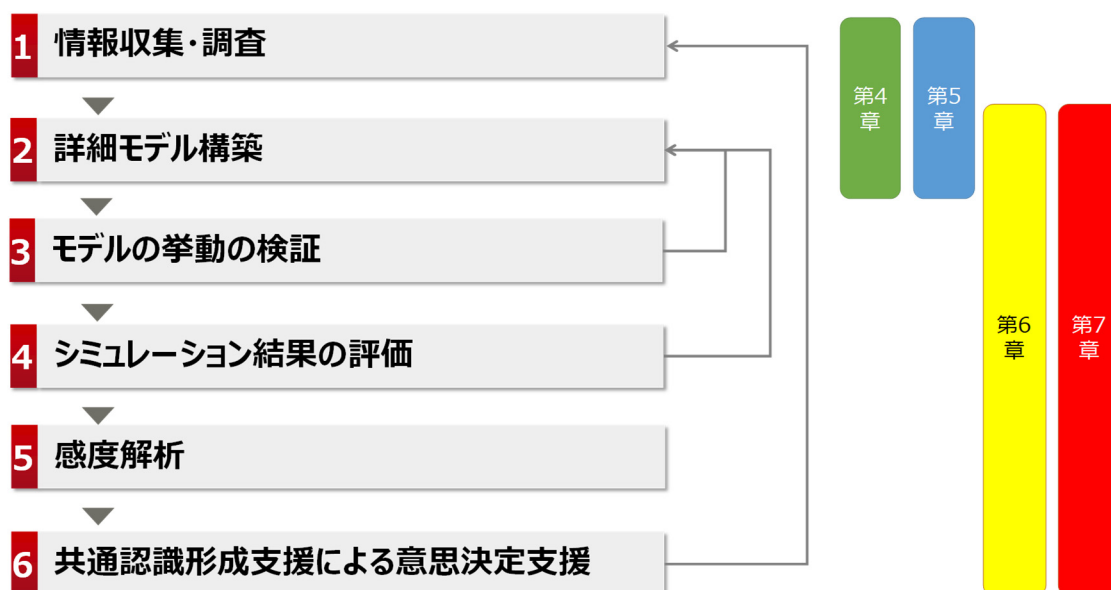 1 情報収集・調査
2 詳細モデル構築
3 モデルの挙動の検証
4 シミュレーション結果の評価
5 感度解析
6 共通認識形成支援による意思決定支援
第4
章
第5
章
第6
章
第7
章